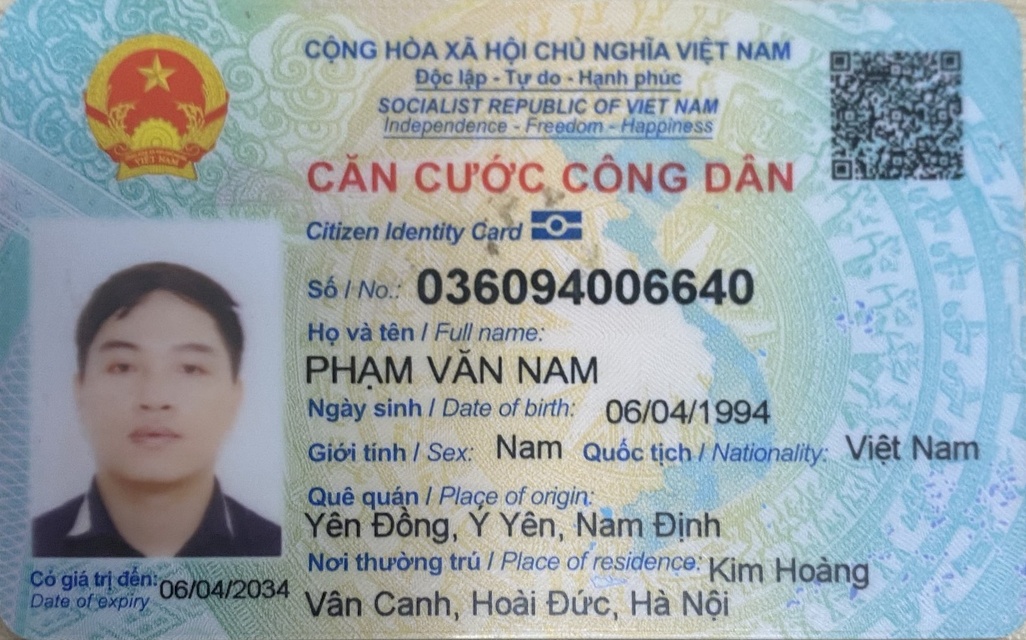 CỘNG HÒA XÃ HỘI CHỦ NGHĨA VIỆT NAM
Độc lập - Tự do - Hạnh phúc
SOCIALIST REPUBLIC OF VIET NAM
Independence - Freedom - Happiness
CĂN CƯỚC CÔNG DÂN
Citizen Identity Card
Số / No.: 036094006640
Họ và tên / Full name:
PHẠM VĂN NAM
Ngày sinh / Date of birth: 06/04/1994
Giới tính / Sex: Nam Quốc tịch / Nationality: Việt Nam
Quê quán / Place of origin:
Yên Đồng, Ý Yên, Nam Định
Nơi thường trú / Place of residence: Kim Hoàng
Vân Canh, Hoài Đức, Hà Nội
Có giá trị đến: 06/04/2034
Date of expiry
VIỆT NAM